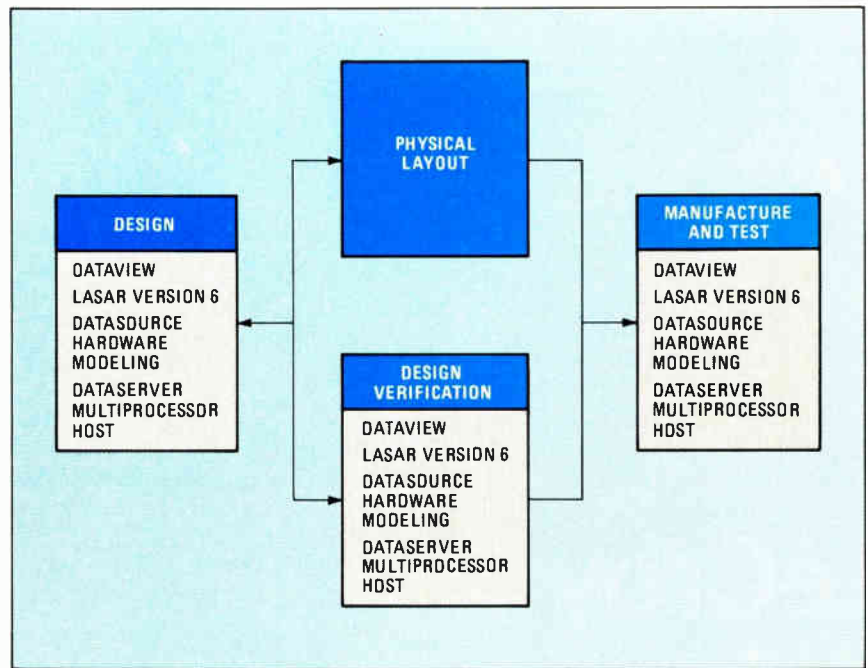 PHYSICAL
LAYOUT
DESIGN
DATAVIEW
LASAR VERSION 6
DATASOURCE
HARDWARE
MODELING
DATASERVER
MULTIPROCESSOR
HOST
DESIGN
VERIFICATION
DATAVIEW
LASAR VERSION 6
DATASOURCE
HARDWARE
MODELING
DATASERVER
MULTIPROCESSOR
HOST
MANUFACTURE
AND TEST
DATAVIEW
LASAR VERSION 6
DATASOURCE
HARDWARE
MODELING
DATASERVER
MULTIPROCESSOR
HOST